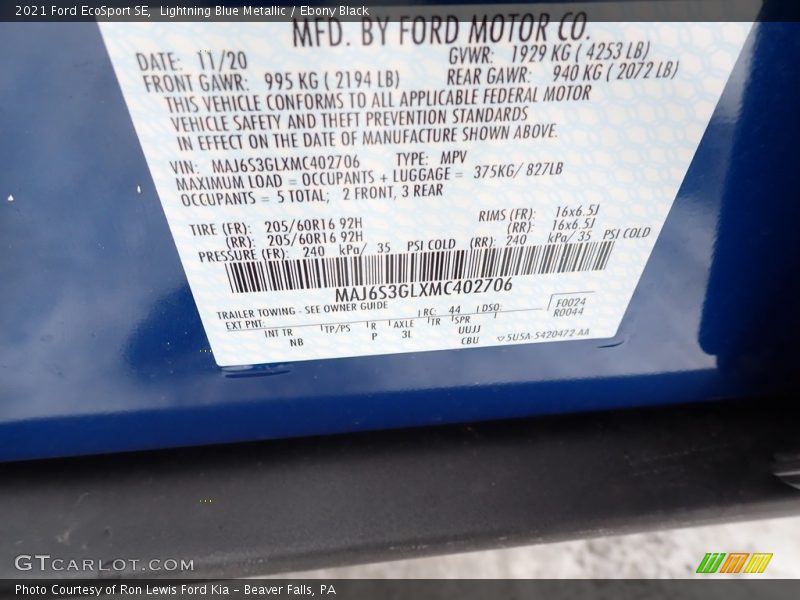 2021 Ford EcoSport SE, Lightning Blue Metallic / Ebony Black
MFD. BY FORD MOTOR CO.
DATE: 11/20 GVWR: 1929 KG ( 4253 LB)
FRONT GAWR: 995 KG ( 2194 LB) REAR GAWR: 940 KG ( 2072 LB)
THIS VEHICLE CONFORMS TO ALL APPLICABLE FEDERAL MOTOR
VEHICLE SAFETY AND THEFT PREVENTION STANDARDS
IN EFFECT ON THE DATE OF MANUFACTURE SHOWN ABOVE.
VIN: MAJ6S3GLXMC402706 TYPE: MPV
MAXIMUM LOAD = OCCUPANTS + LUGGAGE = 375KG/ 827LB
OCCUPANTS = 5 TOTAL; 2 FRONT, 3 REAR
TIRE (FR): 205/60R16 92H RIMS (FR): 16x6.5J
(RR): 205/60R16 92H (RR): 16x6.5J
PRESSURE (FR): 240 kPa/ 35 PSI COLD (RR): 240 kPa/ 35 PSI COLD
MAJ6S3GLXMC402706
TRAILER TOWING - SEE OWNER GUIDE
EXT PNT: RC: 44 DSO: F0024
R0044
INT TR TP/PS R AXLE TR SPR
NB P 3L UUJJ
CBU 5U5A-5420472-AA
GTCARLOT.COM
Photo Courtesy of Ron Lewis Ford Kia - Beaver Falls, PA